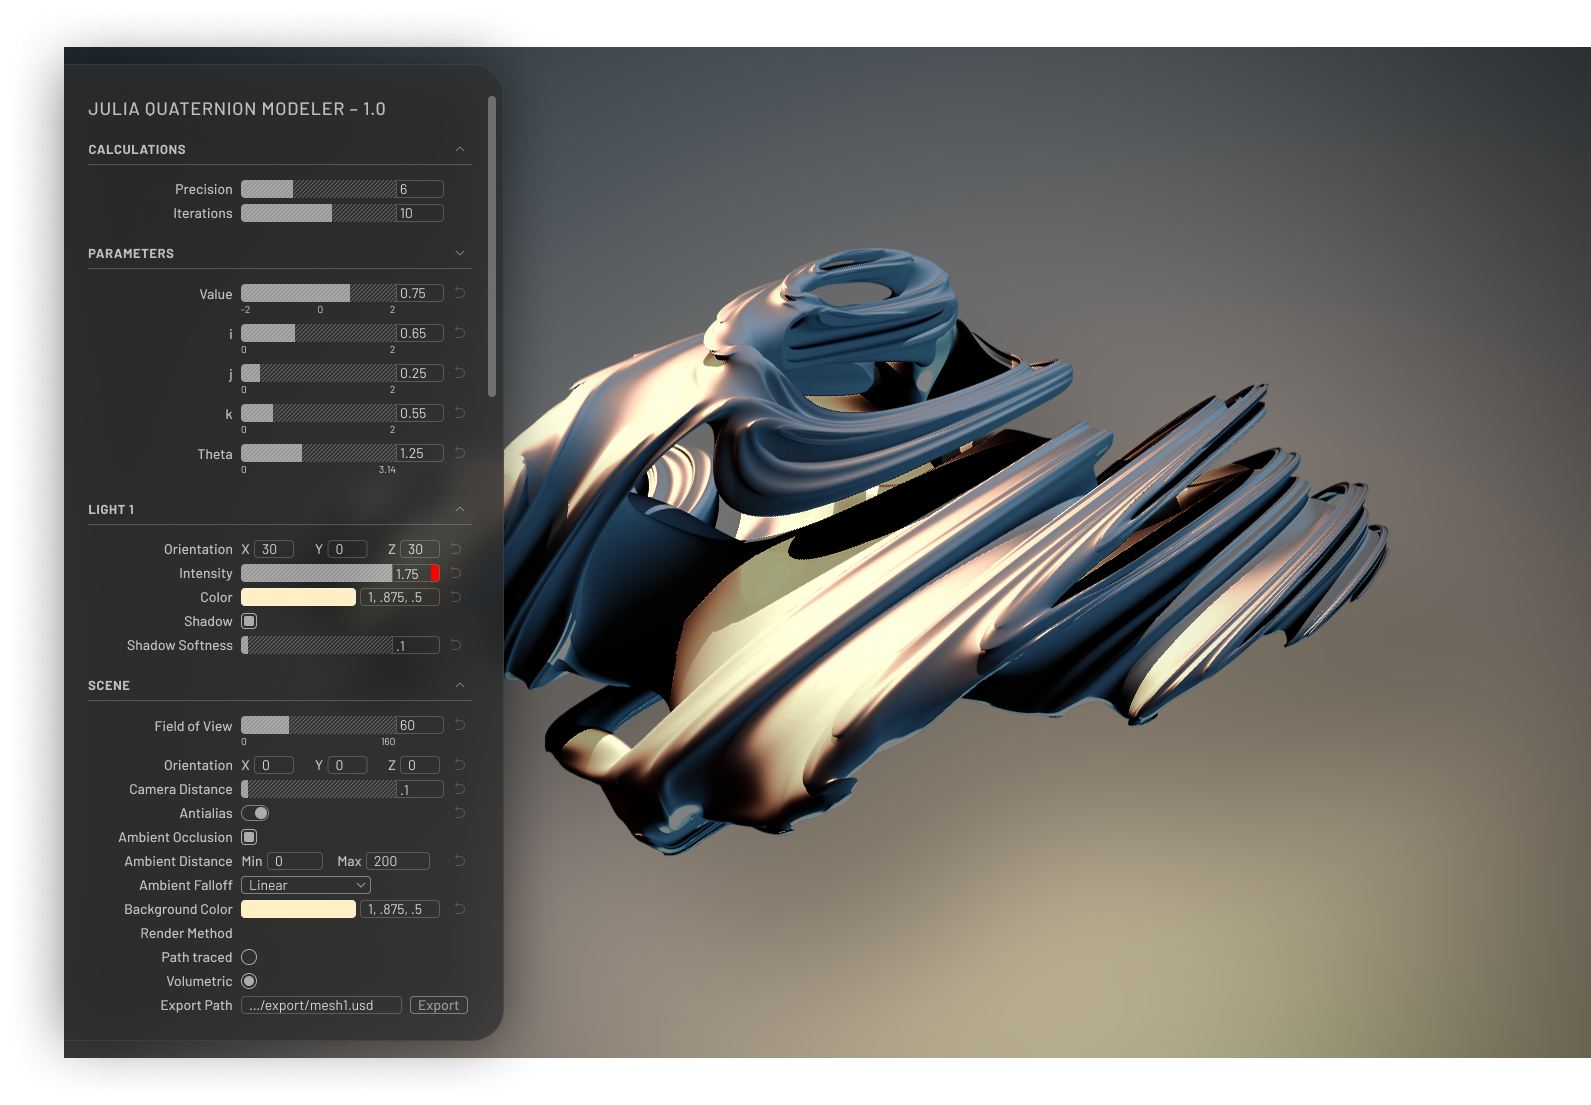 JULIA QUATERNION MODELER – 1.0
CALCULATIONS
Precision 6
Iterations 10
PARAMETERS
Value 0.75
-2 0 2
i 0.65
0 2
j 0.25
0 2
k 0.55
0 2
Theta 1.25
0 3.14
LIGHT 1
Orientation X 30 Y 0 Z 30
Intensity 1.75
Color 1, .875, .5
Shadow
Shadow Softness .1
SCENE
Field of View 60
0 160
Orientation X 0 Y 0 Z 0
Camera Distance .1
Antialias
Ambient Occlusion
Ambient Distance Min 0 Max 200
Ambient Falloff Linear
Background Color 1, .875, .5
Render Method
Path traced
Volumetric
Export Path .../export/mesh1.usd Export